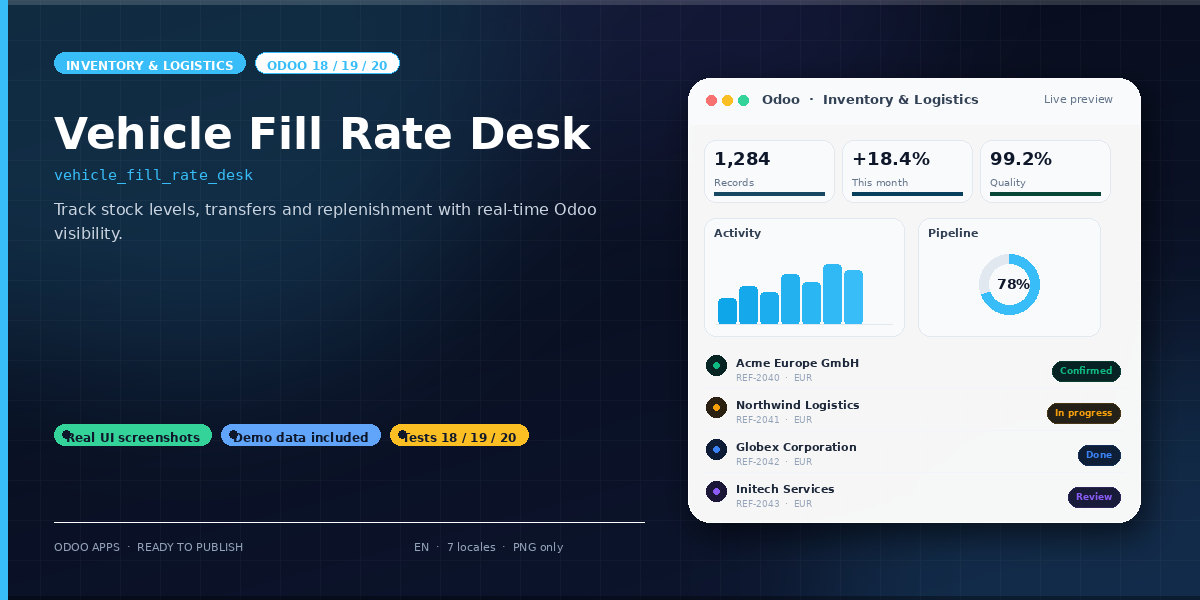 INVENTORY & LOGISTICS
ODOO 18 / 19 / 20
Vehicle Fill Rate Desk
vehicle_fill_rate_desk
Track stock levels, transfers and replenishment with real-time Odoo
visibility.
Real UI screenshots
Demo data included
Tests 18 / 19 / 20
ODOO APPS · READY TO PUBLISH
EN · 7 locales · PNG only
Odoo · Inventory & Logistics
Live preview
1,284
Records
+18.4%
This month
99.2%
Quality
Activity
Pipeline
78%
Acme Europe GmbH
REF-2040 · EUR
Confirmed
Northwind Logistics
REF-2041 · EUR
In progress
Globex Corporation
REF-2042 · EUR
Done
Initech Services
REF-2043 · EUR
Review